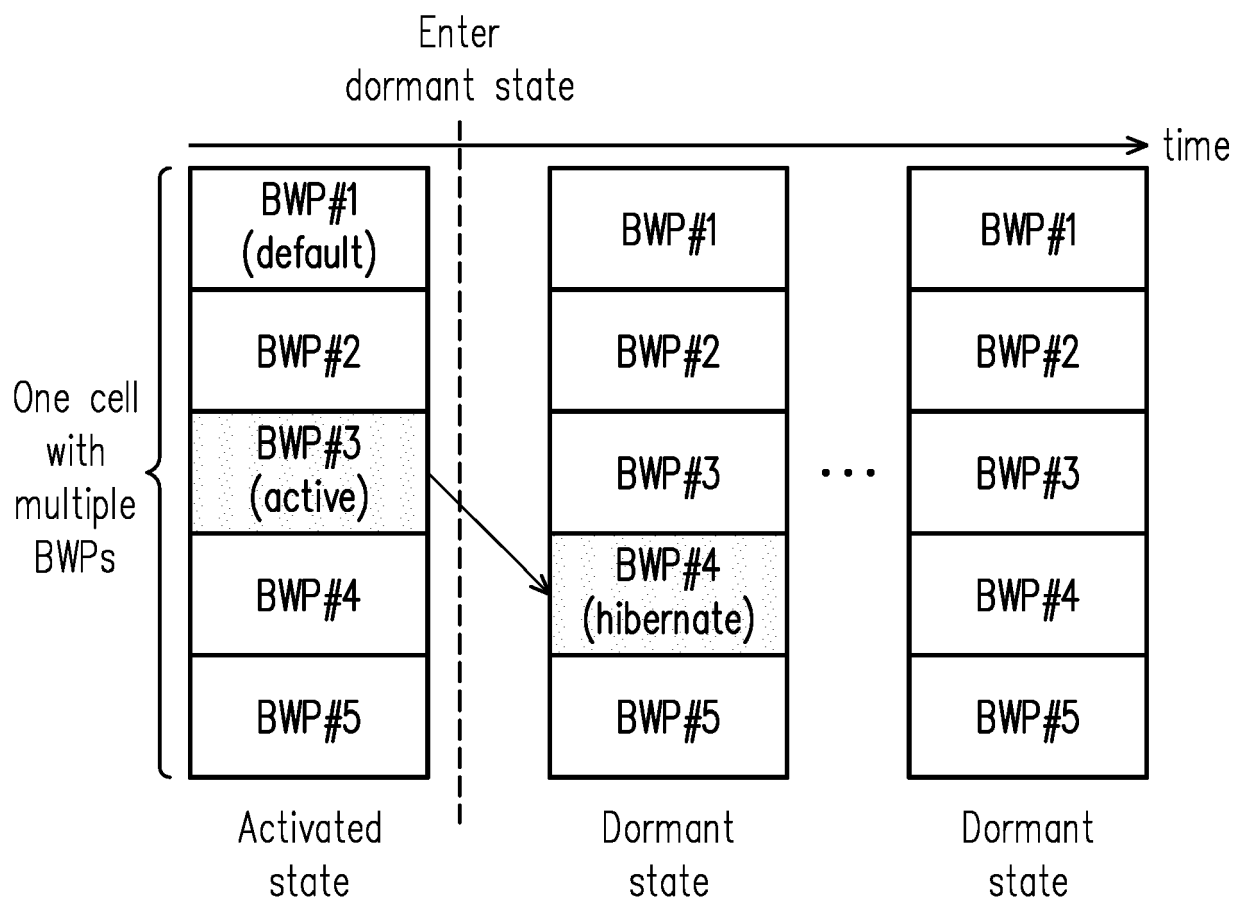 Enter
dormant state
time
One cell
with
multiple
BWPs
BWP#1
(default)
BWP#2
BWP#3
(active)
BWP#4
BWP#5
Activated
state
BWP#1
BWP#2
BWP#3
BWP#4
(hibernate)
BWP#5
Dormant
state
...
BWP#1
BWP#2
BWP#3
BWP#4
BWP#5
Dormant
state